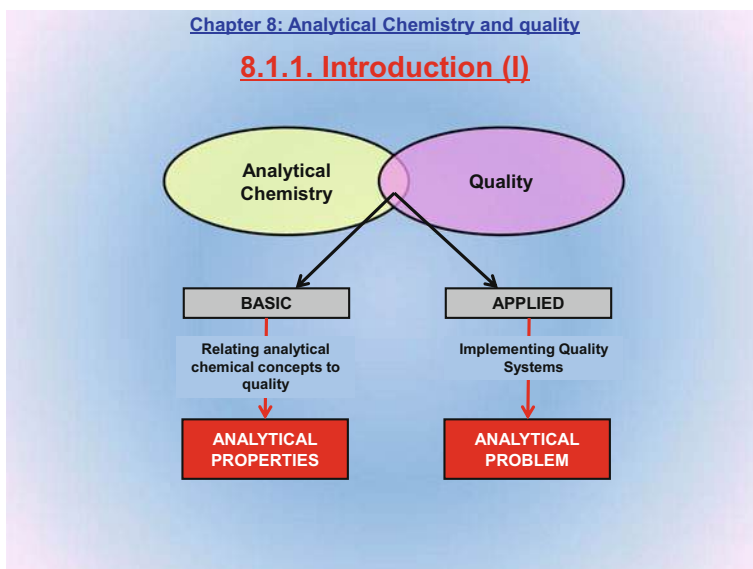 Chapter 8: Analytical Chemistry and quality
8.1.1. Introduction (I)
Analytical
Chemistry
Quality
BASIC
APPLIED
Relating analytical
chemical concepts to
quality
Implementing Quality
Systems
ANALYTICAL
PROPERTIES
ANALYTICAL
PROBLEM